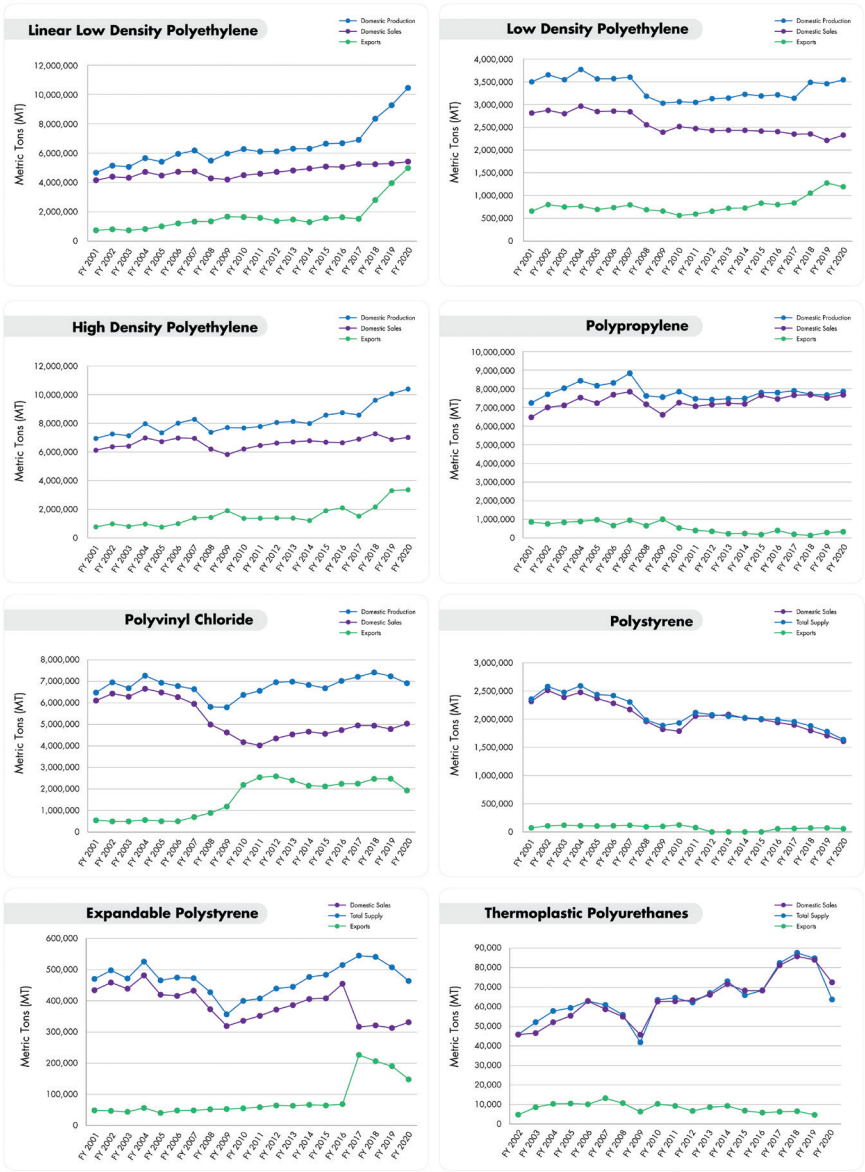 Linear Low Density Polyethylene
Domestic Production
Domestic Sales
Exports
Metric Tons (MT)
12,000,000
10,000,000
8,000,000
6,000,000
4,000,000
2,000,000
0
FY 2001
FY 2002
FY 2003
FY 2004
FY 2005
FY 2006
FY 2007
FY 2008
FY 2009
FY 2010
FY 2011
FY 2012
FY 2013
FY 2014
FY 2015
FY 2016
FY 2017
FY 2018
FY 2019
FY 2020
Low Density Polyethylene
Domestic Production
Domestic Sales
Exports
Metric Tons (MT)
4,000,000
3,500,000
3,000,000
2,500,000
2,000,000
1,500,000
1,000,000
500,000
0
FY 2001
FY 2002
FY 2003
FY 2004
FY 2005
FY 2006
FY 2007
FY 2008
FY 2009
FY 2010
FY 2011
FY 2012
FY 2013
FY 2014
FY 2015
FY 2016
FY 2017
FY 2018
FY 2019
FY 2020
High Density Polyethylene
Domestic Production
Domestic Sales
Exports
Metric Tons (MT)
12,000,000
10,000,000
8,000,000
6,000,000
4,000,000
2,000,000
0
FY 2001
FY 2002
FY 2003
FY 2004
FY 2005
FY 2006
FY 2007
FY 2008
FY 2009
FY 2010
FY 2011
FY 2012
FY 2013
FY 2014
FY 2015
FY 2016
FY 2017
FY 2018
FY 2019
FY 2020
Polypropylene
Domestic Production
Domestic Sales
Exports
Metric Tons (MT)
10,000,000
9,000,000
8,000,000
7,000,000
6,000,000
5,000,000
4,000,000
3,000,000
2,000,000
1,000,000
0
FY 2001
FY 2002
FY 2003
FY 2004
FY 2005
FY 2006
FY 2007
FY 2008
FY 2009
FY 2010
FY 2011
FY 2012
FY 2013
FY 2014
FY 2015
FY 2016
FY 2017
FY 2018
FY 2019
FY 2020
Polyvinyl Chloride
Domestic Production
Domestic Sales
Exports
Metric Tons (MT)
8,000,000
7,000,000
6,000,000
5,000,000
4,000,000
3,000,000
2,000,000
1,000,000
0
FY 2001
FY 2002
FY 2003
FY 2004
FY 2005
FY 2006
FY 2007
FY 2008
FY 2009
FY 2010
FY 2011
FY 2012
FY 2013
FY 2014
FY 2015
FY 2016
FY 2017
FY 2018
FY 2019
FY 2020
Polystyrene
Domestic Sales
Total Supply
Exports
Metric Tons (MT)
3,000,000
2,500,000
2,000,000
1,500,000
1,000,000
500,000
0
FY 2001
FY 2002
FY 2003
FY 2004
FY 2005
FY 2006
FY 2007
FY 2008
FY 2009
FY 2010
FY 2011
FY 2012
FY 2013
FY 2014
FY 2015
FY 2016
FY 2017
FY 2018
FY 2019
FY 2020
Expandable Polystyrene
Domestic Sales
Total Supply
Exports
Metric Tons (MT)
600,000
500,000
400,000
300,000
200,000
100,000
0
FY 2001
FY 2002
FY 2003
FY 2004
FY 2005
FY 2006
FY 2007
FY 2008
FY 2009
FY 2010
FY 2011
FY 2012
FY 2013
FY 2014
FY 2015
FY 2016
FY 2017
FY 2018
FY 2019
FY 2020
Thermoplastic Polyurethanes
Domestic Sales
Total Supply
Exports
Metric Tons (MT)
90,000
80,000
70,000
60,000
50,000
40,000
30,000
20,000
10,000
0
FY 2002
FY 2003
FY 2004
FY 2005
FY 2006
FY 2007
FY 2008
FY 2009
FY 2010
FY 2011
FY 2012
FY 2013
FY 2014
FY 2015
FY 2016
FY 2017
FY 2018
FY 2019
FY 2020